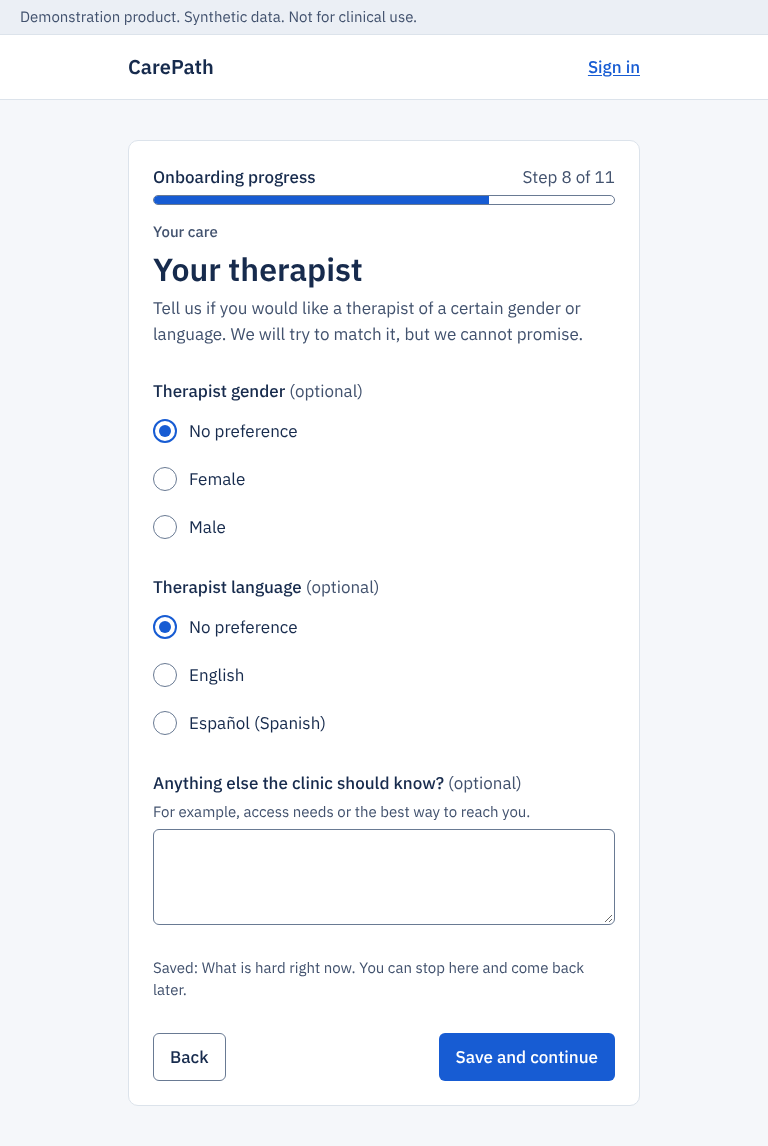 Demonstration product. Synthetic data. Not for clinical use.
CarePath
Sign in
Onboarding progress
Step 8 of 11
Your care
Your therapist
Tell us if you would like a therapist of a certain gender or
language. We will try to match it, but we cannot promise.
Therapist gender (optional)
No preference
Female
Male
Therapist language (optional)
No preference
English
Español (Spanish)
Anything else the clinic should know? (optional)
For example, access needs or the best way to reach you.
Saved: What is hard right now. You can stop here and come back
later.
Back
Save and continue